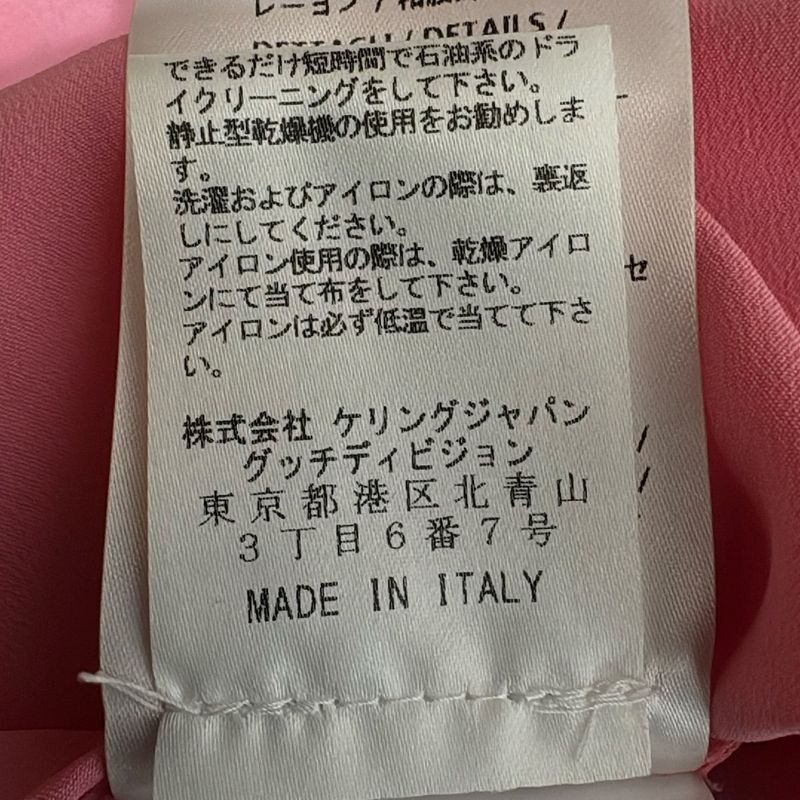 レーヨン / 
DETTAGLI / DETAILS /
できるだけ短時間で石油系のドラ
イクリーニングをして下さい。
静止型乾燥機の使用をお勧めしま
す。
洗濯およびアイロンの際は、裏返
しにしてください。
アイロン使用の際は、乾燥アイロ
ンにて当て布をして下さい。
アイロンは必ず低温で当てて下さ
い。
セ
株式会社 ケリングジャパン
グッチディビジョン
東京都港区北青山
3丁目6番7号
MADE IN ITALY